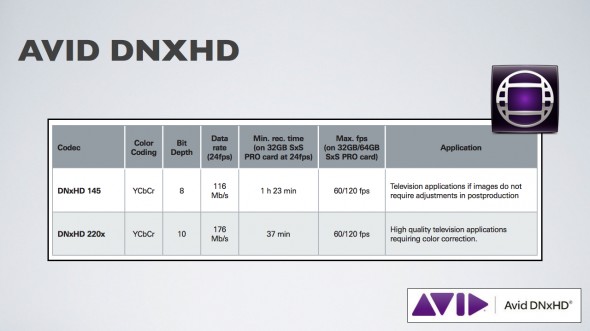 AVID DNXHD
Codec
Color
Coding
Bit
Depth
Data
rate
(24fps)
Min. rec. time
(on 32GB SxS
PRO card at 24fps)
Max. fps
(on 32GB/64GB
SxS PRO card)
Application
DNxHD 145
YCbCr
8
116
Mb/s
1 h 23 min
60/120 fps
Television applications if images do not
require adjustments in postproduction
DNxHD 220x
YCbCr
10
176
Mb/s
37 min
60/120 fps
High quality television applications
requiring color correction.
AVID
Avid DNxHD®